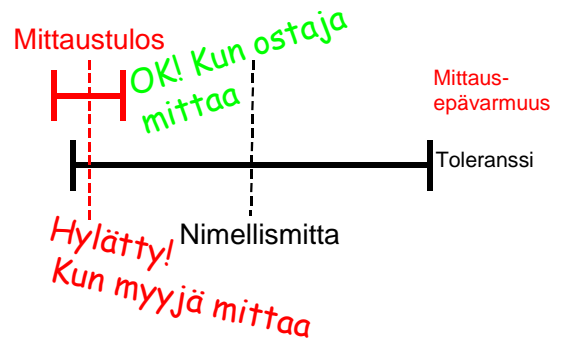 Mittaustulos
OK! Kun ostaja
mittaa
Mittaus-
epävarmuus
Toleranssi
Nimellismitta
Hylätty!
Kun myyjä mittaa